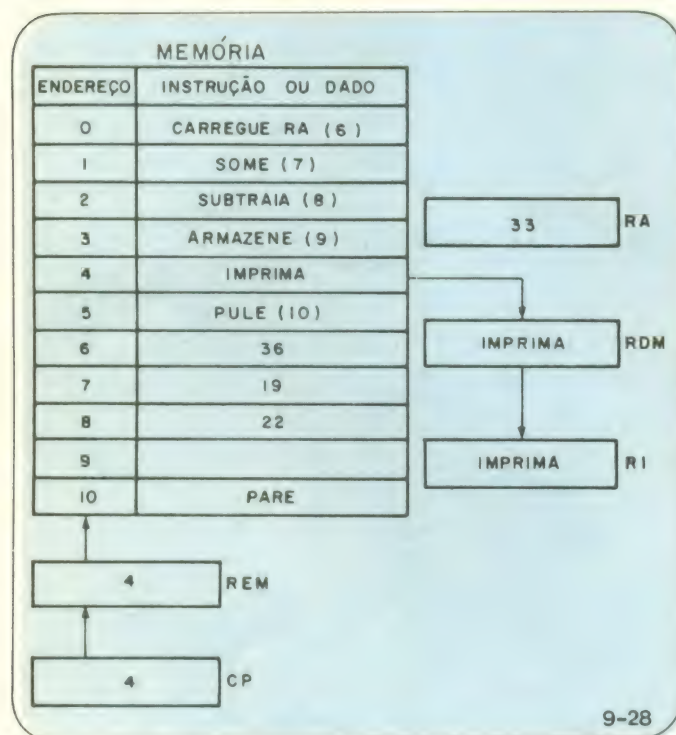 MEMÓRIA
ENDEREÇO INSTRUÇÃO OU DADO
0 CARREGUE RA (6)
1 SOME (7)
2 SUBTRAIA (8)
3 ARMAZENE (9)
4 IMPRIMA
5 PULE (10)
6 36
7 19
8 22
9
10 PARE
33 RA
IMPRIMA RDM
IMPRIMA RI
4 REM
4 CP
9-28